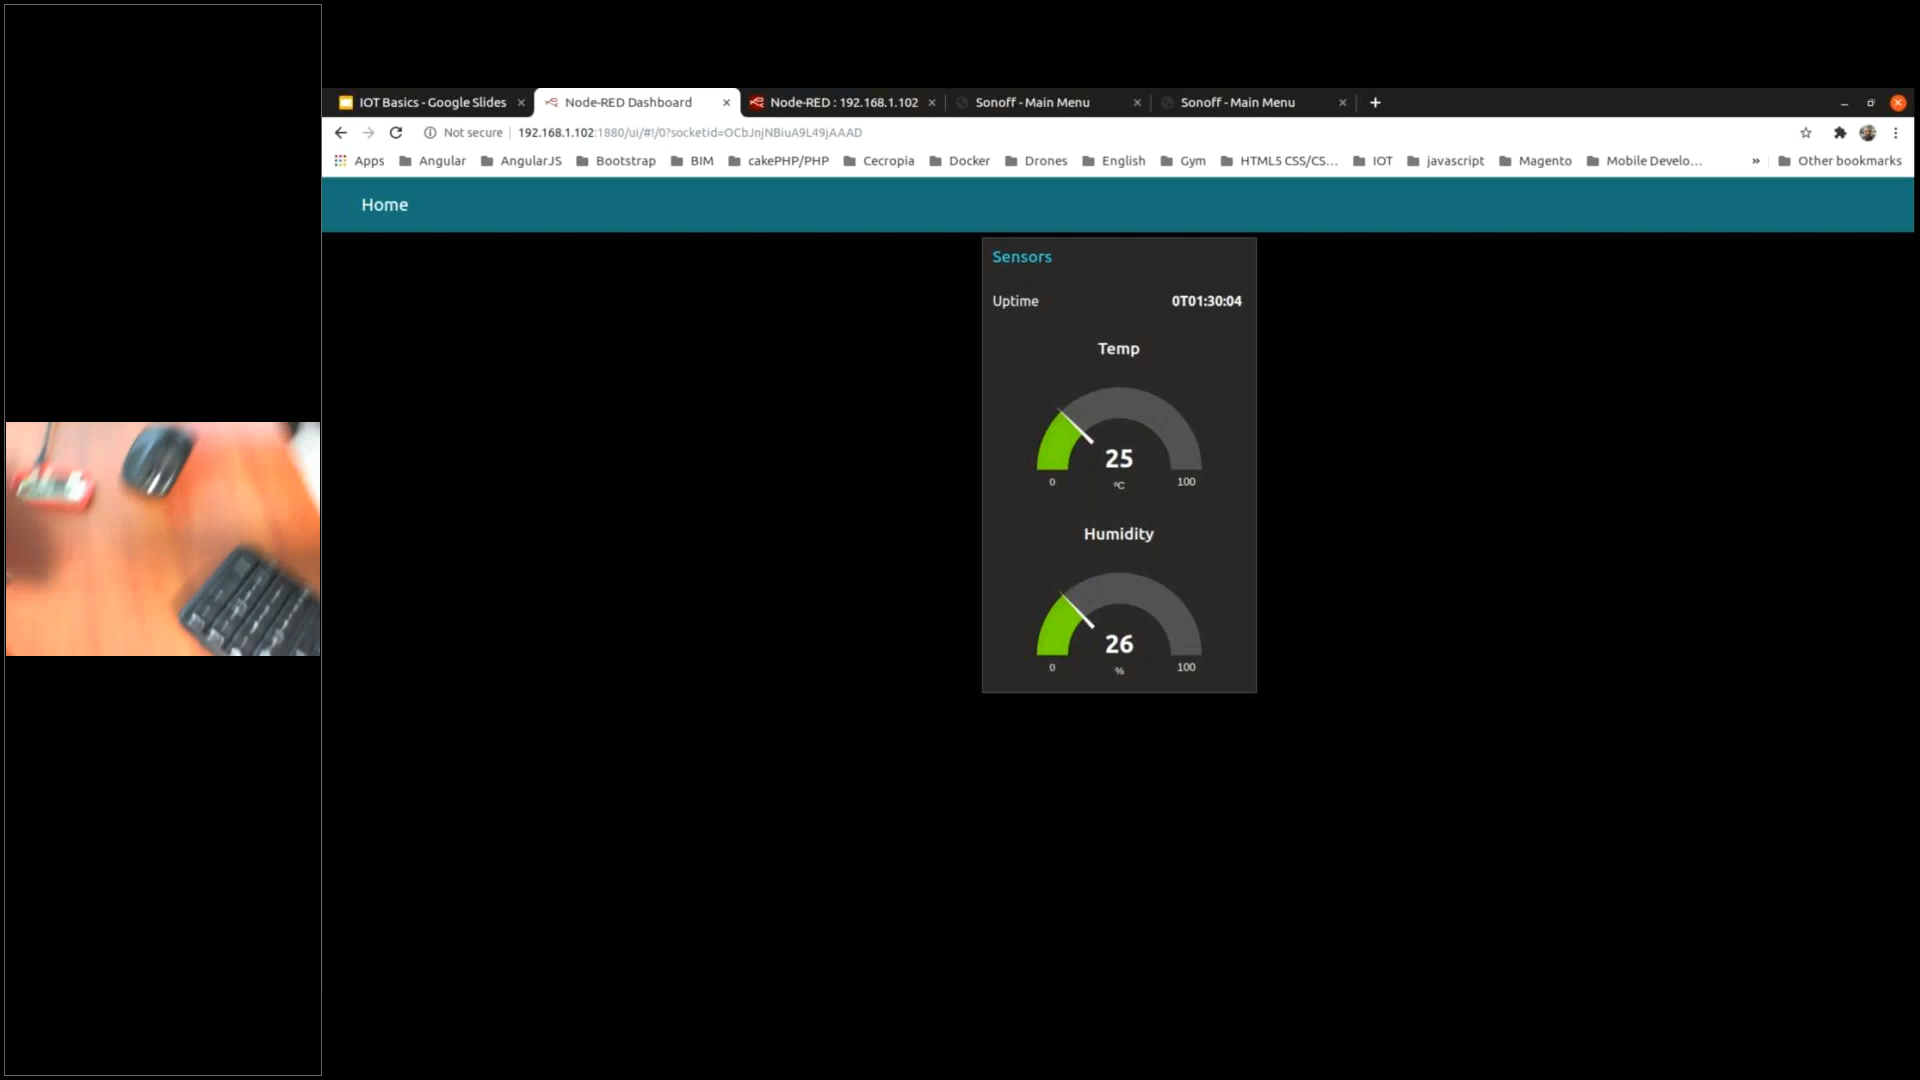 IOT Basics - Google Slides
Node-RED Dashboard
Node-RED : 192.168.1.102
Sonoff - Main Menu
Sonoff - Main Menu
Not secure
192.168.1.102:1880/ui/#!/0?socketid=OCbJnjNBiuA9L49jAAAD
Apps
Angular
AngularJS
Bootstrap
BIM
cakePHP/PHP
Cecropia
Docker
Drones
English
Gym
HTML5 CSS/CS...
IOT
javascript
Magento
Mobile Develo...
»
Other bookmarks
Home
Sensors
Uptime 0T01:30:04
Temp
25
0 ºC 100
Humidity
26
0 % 100